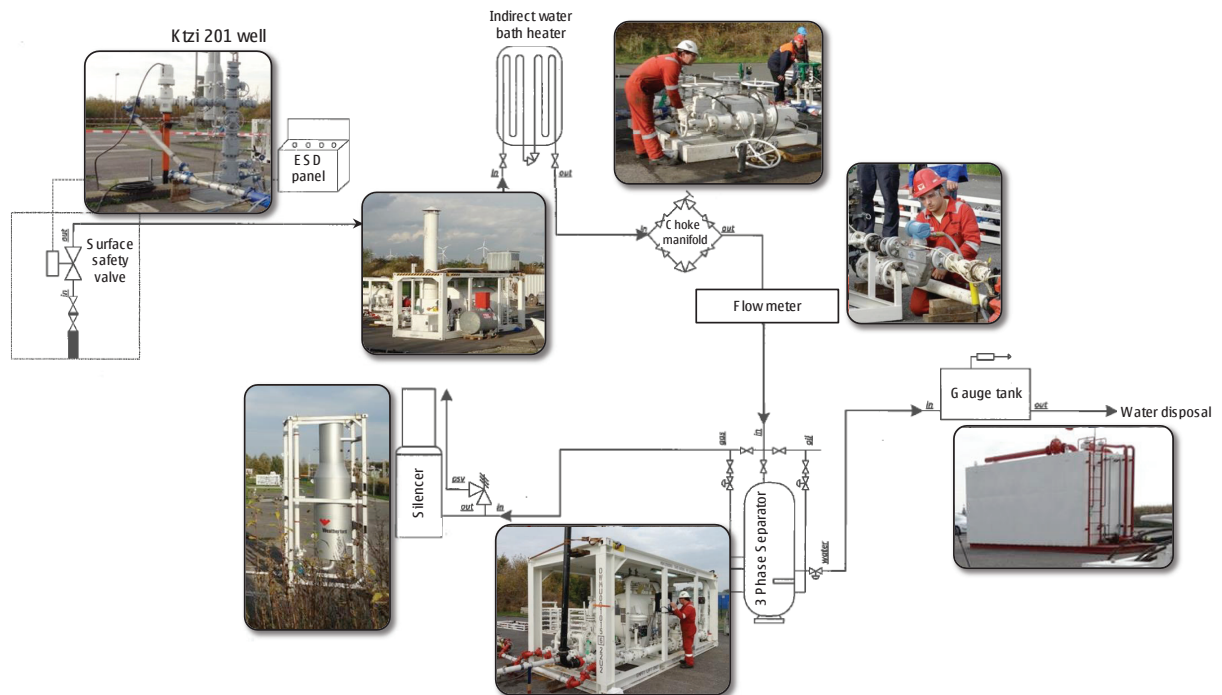 Indirect water
bath heater
Ktzi 201 well
ESD
panel
in
out
out
Surface
safety
valve
in
in
Choke
manifold
out
Flow meter
Gauge tank
in
out
Water disposal
gas
in
oil
Silencer
psv
out
in
Weatherford
3 Phase Separator
water